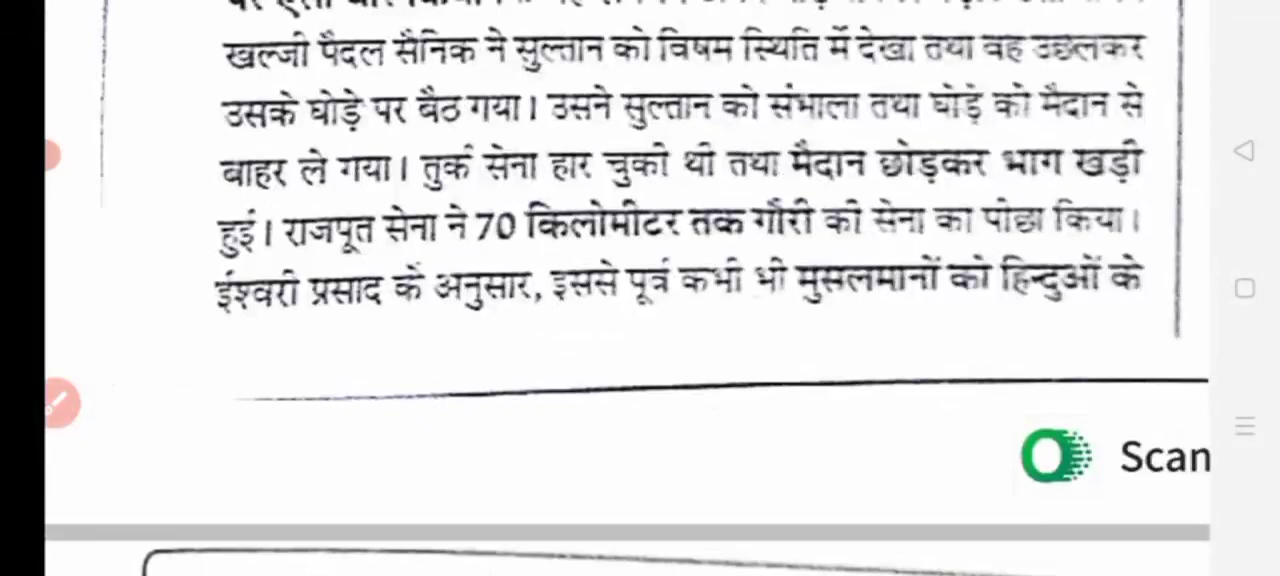 खल्जी पैदल सैनिक ने सुल्तान को विषम स्थिति में देखा तथा वह उछलकर
उसके घोड़े पर बैठ गया। उसने सुल्तान को संभाला तथा घोड़े को मैदान से
बाहर ले गया। तुर्क सेना हार चुकी थी तथा मैदान छोड़कर भाग खड़ी
हुई। राजपूत सेना ने 70 किलोमीटर तक गौरी की सेना का पीछा किया।
ईश्वरी प्रसाद के अनुसार, इससे पूर्व कभी भी मुसलमानों को हिन्दुओं के
Scan